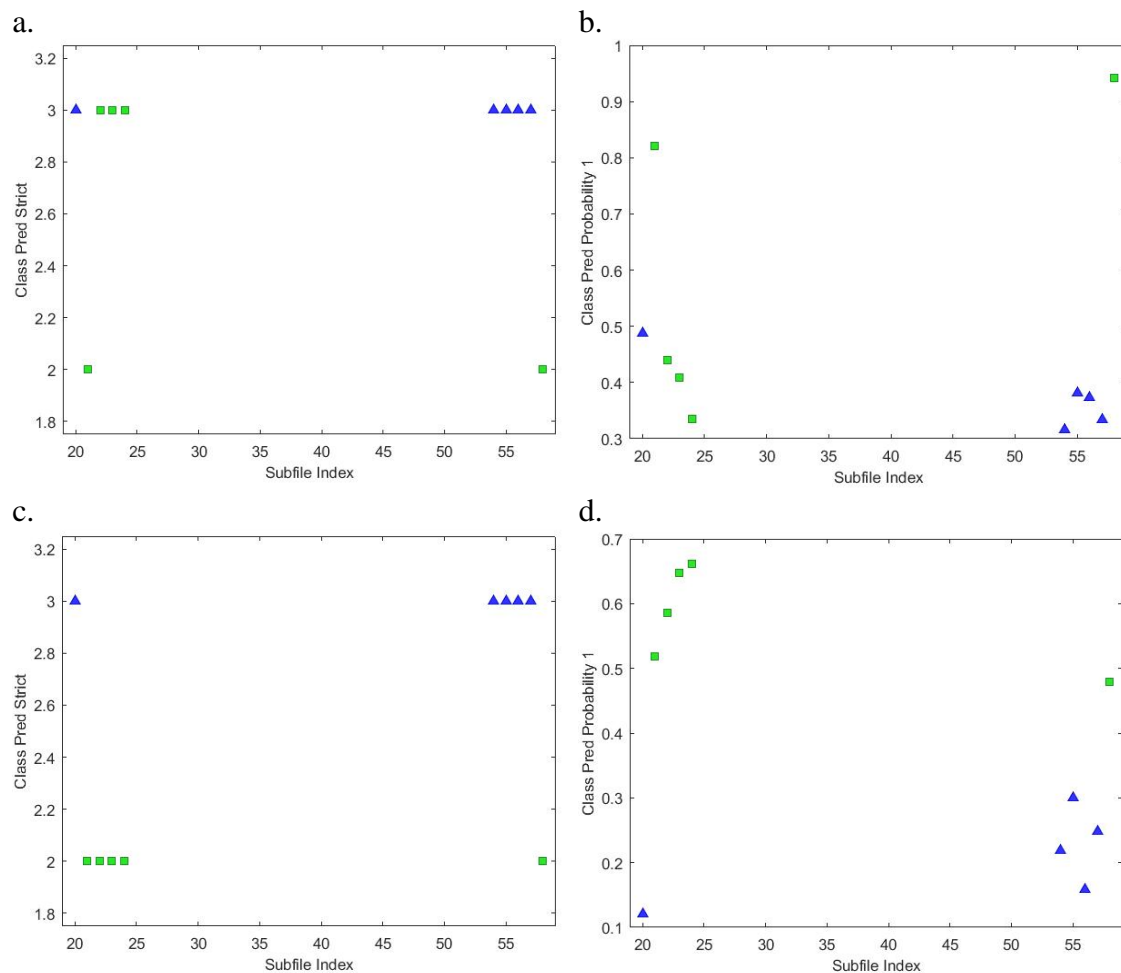 a.
3.2
3
2.8
2.6
2.4
2.2
2
1.8
Class Pred Strict
20 25 30 35 40 45 50 55
Subfile Index
b.
1
0.9
0.8
0.7
0.6
0.5
0.4
0.3
Class Pred Probability 1
20 25 30 35 40 45 50 55
Subfile Index
c.
3.2
3
2.8
2.6
2.4
2.2
2
1.8
Class Pred Strict
20 25 30 35 40 45 50 55
Subfile Index
d.
0.7
0.6
0.5
0.4
0.3
0.2
0.1
Class Pred Probability 1
20 25 30 35 40 45 50 55
Subfile Index